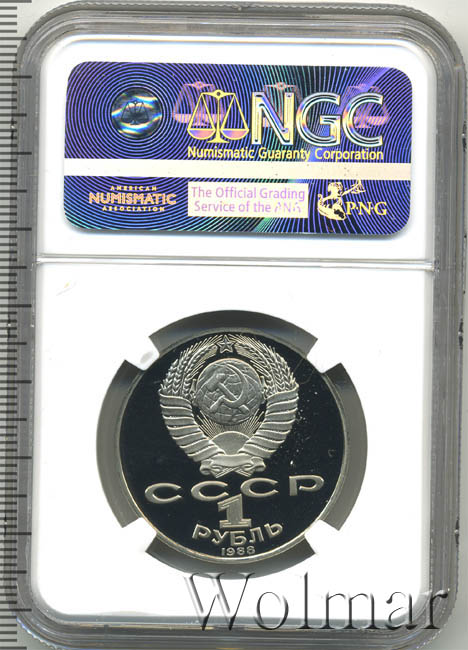 NGC
Numismatic Guaranty Corporation
AMERICAN
NUMISMATIC
ASSOCIATION
The Official Grading
Service of the ANA
PNG
СССР
1
РУБЛЬ
1988
Wolmar